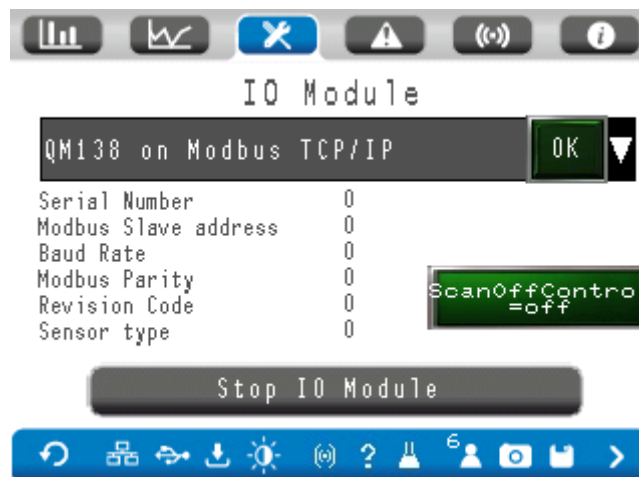 IO Module
QM138 on Modbus TCP/IP OK
Serial Number 0
Modbus Slave address 0
Baud Rate 0
Modbus Parity 0
Revision Code 0
Sensor type 0
ScanOffContro
=off
Stop IO Module
? 6